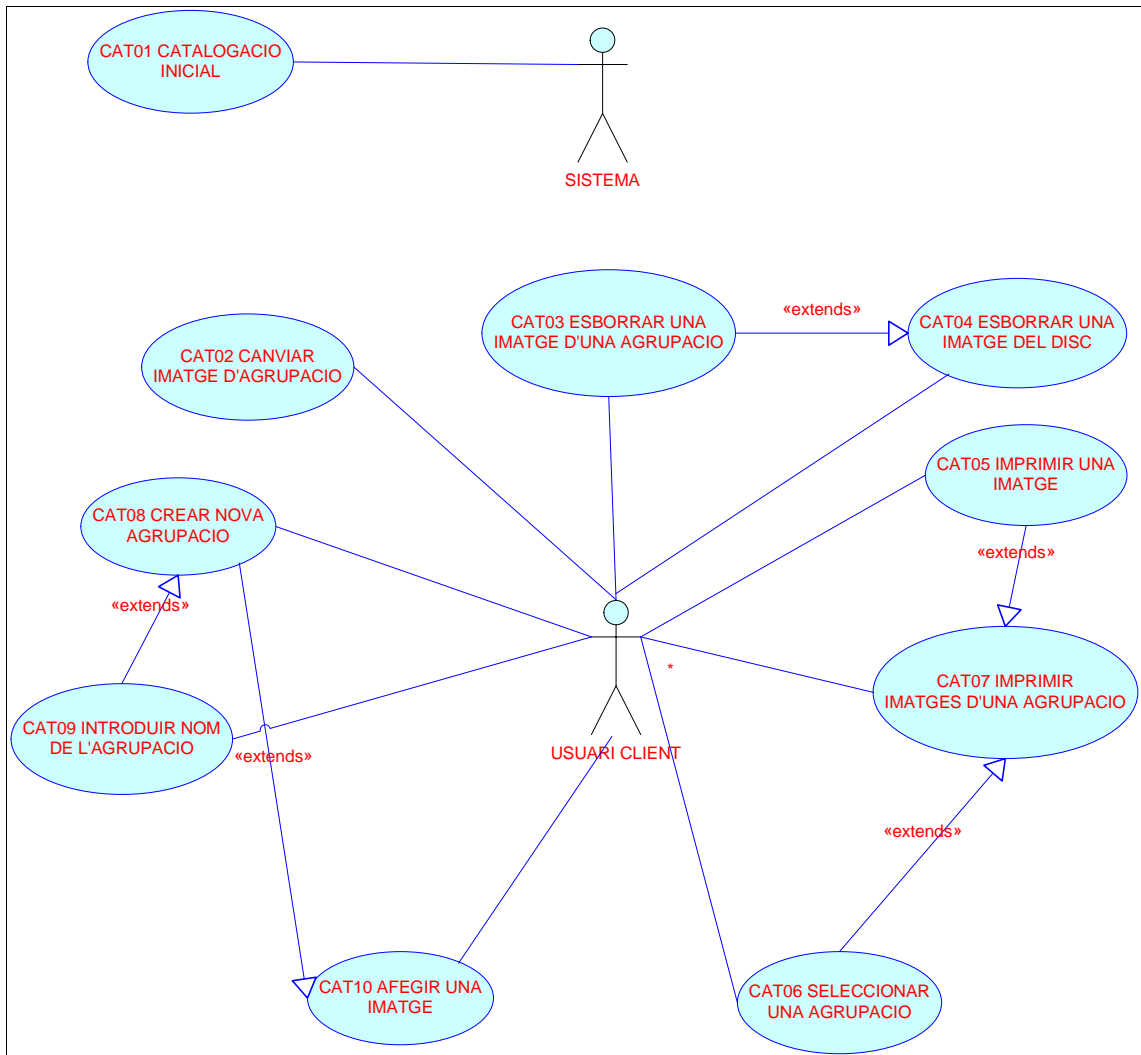 CAT01 CATALOGACIO
INICIAL
SISTEMA
CAT03 ESBORRAR UNA
IMATGE D'UNA AGRUPACIO
«extends»
CAT04 ESBORRAR UNA
IMATGE DEL DISC
CAT02 CANVIAR
IMATGE D'AGRUPACIO
CAT05 IMPRIMIR UNA
IMATGE
CAT08 CREAR NOVA
AGRUPACIO
«extends»
«extends»
*
CAT07 IMPRIMIR
IMATGES D'UNA AGRUPACIO
CAT09 INTRODUIR NOM
DE L'AGRUPACIO
«extends»
USUARI CLIENT
«extends»
CAT10 AFEGIR UNA
IMATGE
CAT06 SELECCIONAR
UNA AGRUPACIO